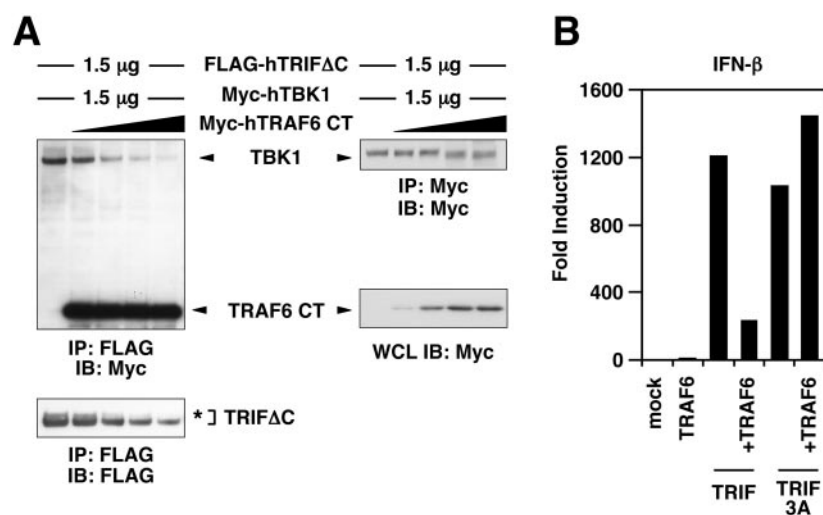 A
1.5 µg FLAG-hTRIFΔC 1.5 µg
1.5 µg Myc-hTBK1 1.5 µg
Myc-hTRAF6 CT
TBK1
IP: Myc
IB: Myc
TRAF6 CT
IP: FLAG
IB: Myc
WCL IB: Myc
* TRIFΔC
IP: FLAG
IB: FLAG
B
IFN-β
Fold Induction
1600
1200
800
400
0
mock
TRAF6
+TRAF6
+TRAF6
TRIF
TRIF
3A